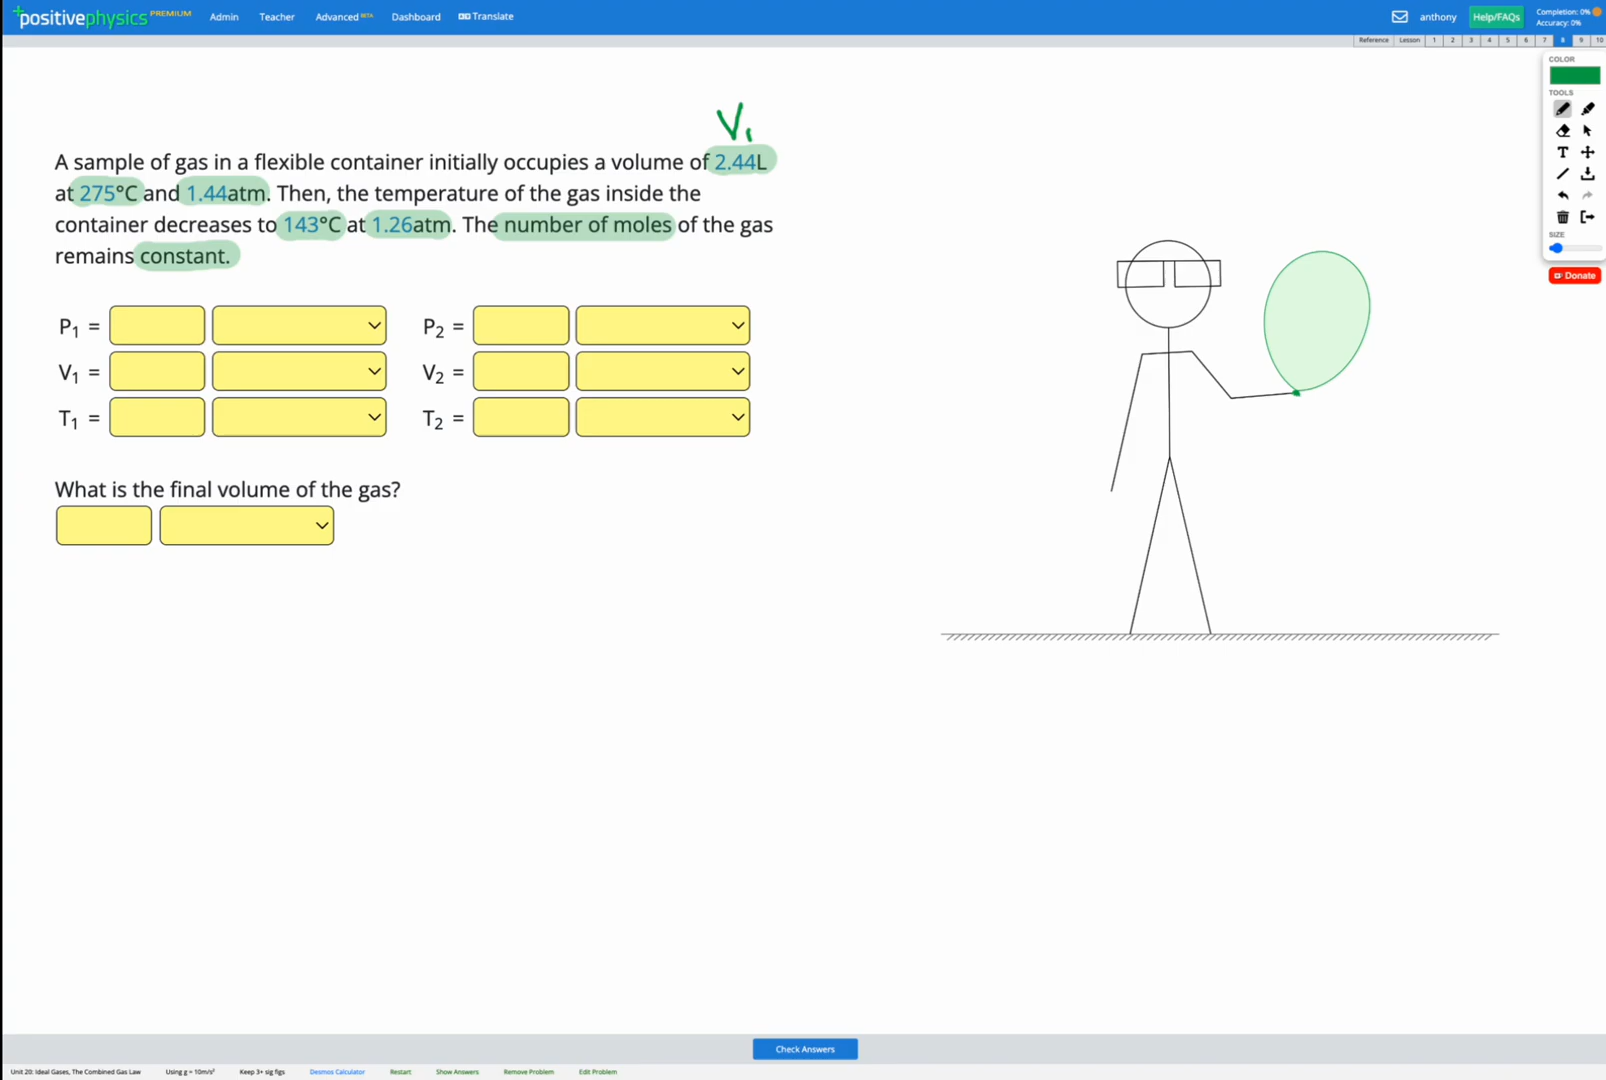 +positivephysics PREMIUM Admin Teacher Advanced BETA Dashboard Translate anthony Help/FAQs Completion: 0%
Accuracy: 0%
Reference Lesson 1 2 3 4 5 6 7 8 9 10
COLOR
TOOLS
T
SIZE
Donate
V₁
A sample of gas in a flexible container initially occupies a volume of 2.44L
at 275°C and 1.44atm. Then, the temperature of the gas inside the
container decreases to 143°C at 1.26atm. The number of moles of the gas
remains constant.
P₁ = P₂ =
V₁ = V₂ =
T₁ = T₂ =
What is the final volume of the gas?
Check Answers
Unit 20: Ideal Gases, The Combined Gas Law Using g = 10m/s² Keep 3+ sig figs Desmos Calculator Restart Show Answers Remove Problem Edit Problem